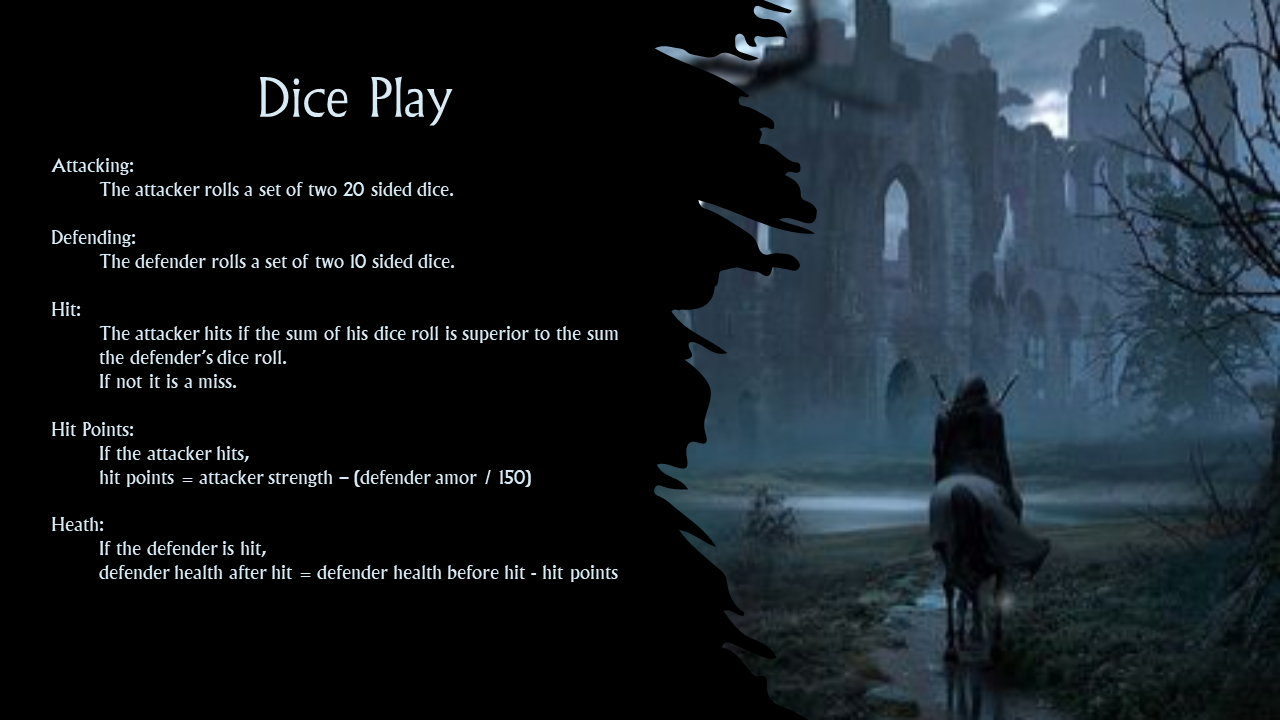 Dice Play
Attacking:
The attacker rolls a set of two 20 sided dice.
Defending:
The defender rolls a set of two 10 sided dice.
Hit:
The attacker hits if the sum of his dice roll is superior to the sum
the defender’s dice roll.
If not it is a miss.
Hit Points:
If the attacker hits,
hit points = attacker strength – (defender amor / 150)
Heath:
If the defender is hit,
defender health after hit = defender health before hit - hit points